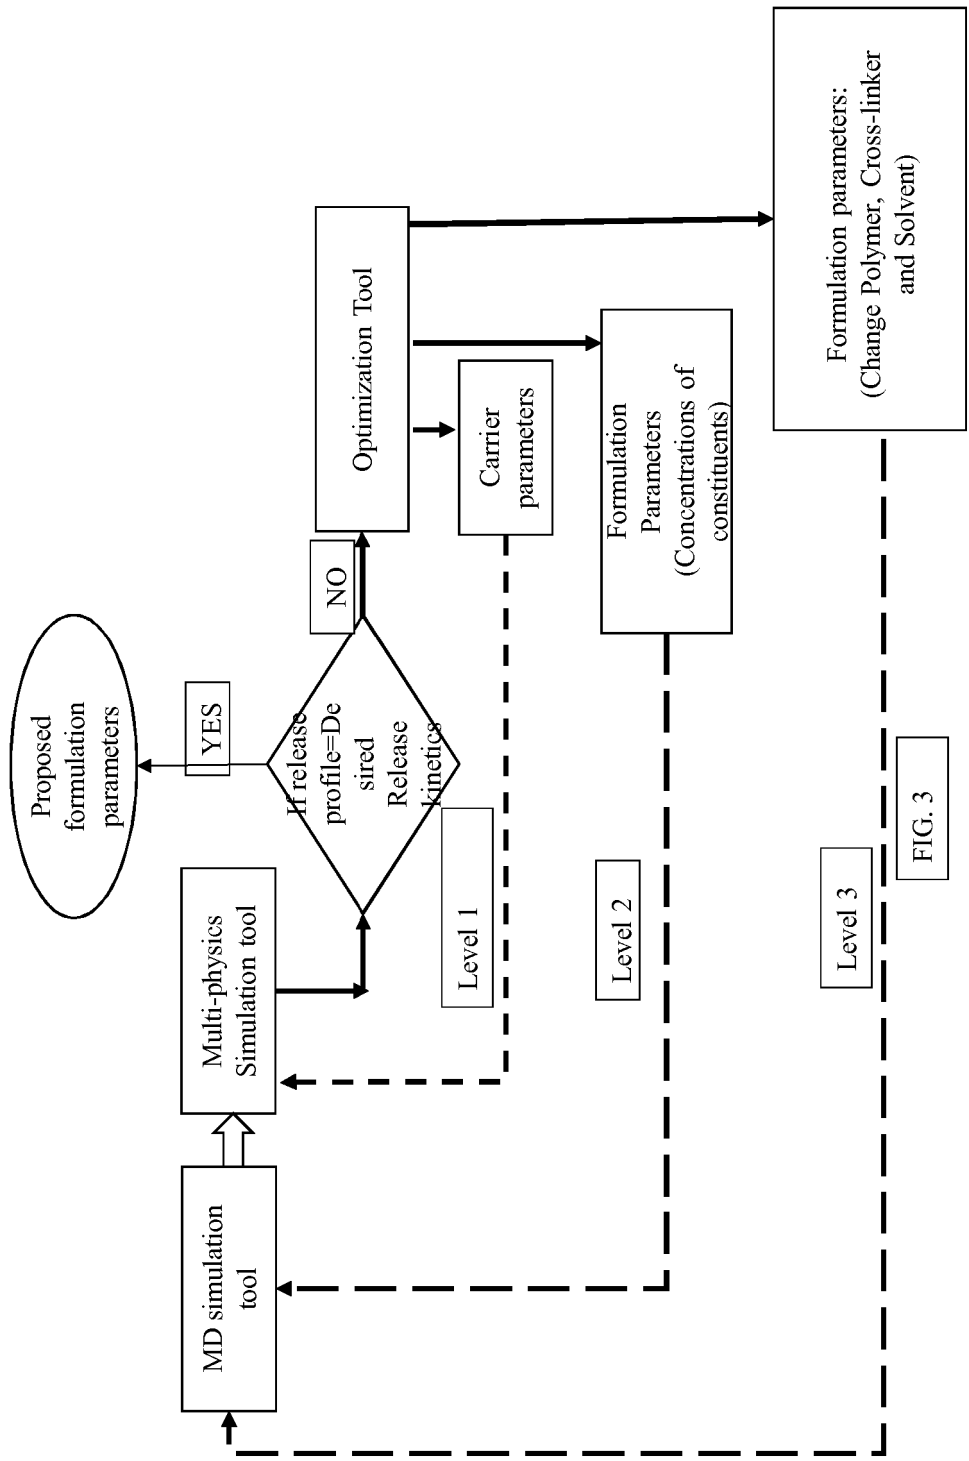 MD simulation
tool
Multi-physics
Simulation tool
Proposed
formulation
parameters
YES
If release
profile=De
sired
Release
kinetics
NO
Optimization Tool
Carrier
parameters
Level 1
Formulation
Parameters
(Concentrations of
constituents)
Level 2
Formulation parameters:
(Change Polymer, Cross-linker
and Solvent)
Level 3
FIG. 3